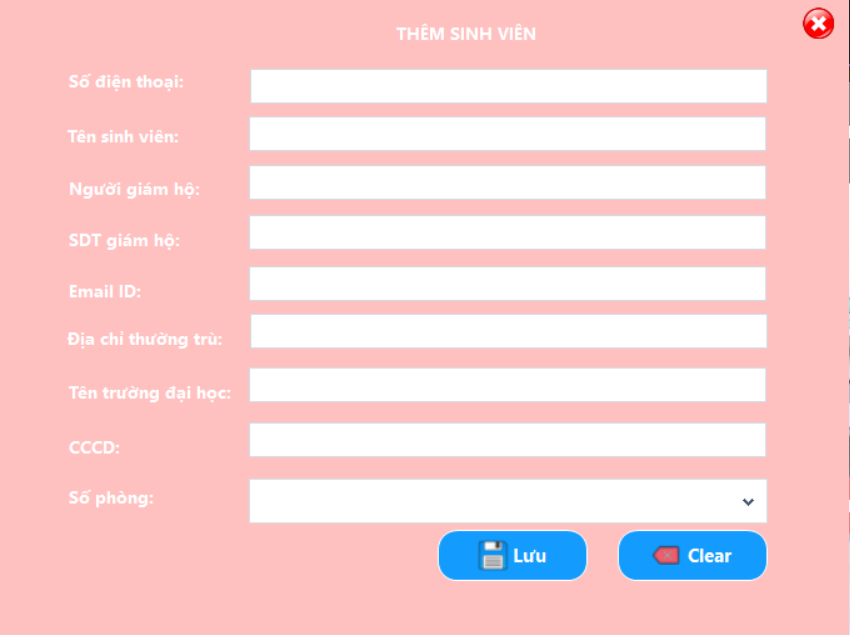 THÊM SINH VIÊN
Số điện thoại:
Tên sinh viên:
Người giám hộ:
SDT giám hộ:
Email ID:
Địa chỉ thường trù:
Tên trường đại học:
CCCD:
Số phòng:
Lưu
Clear